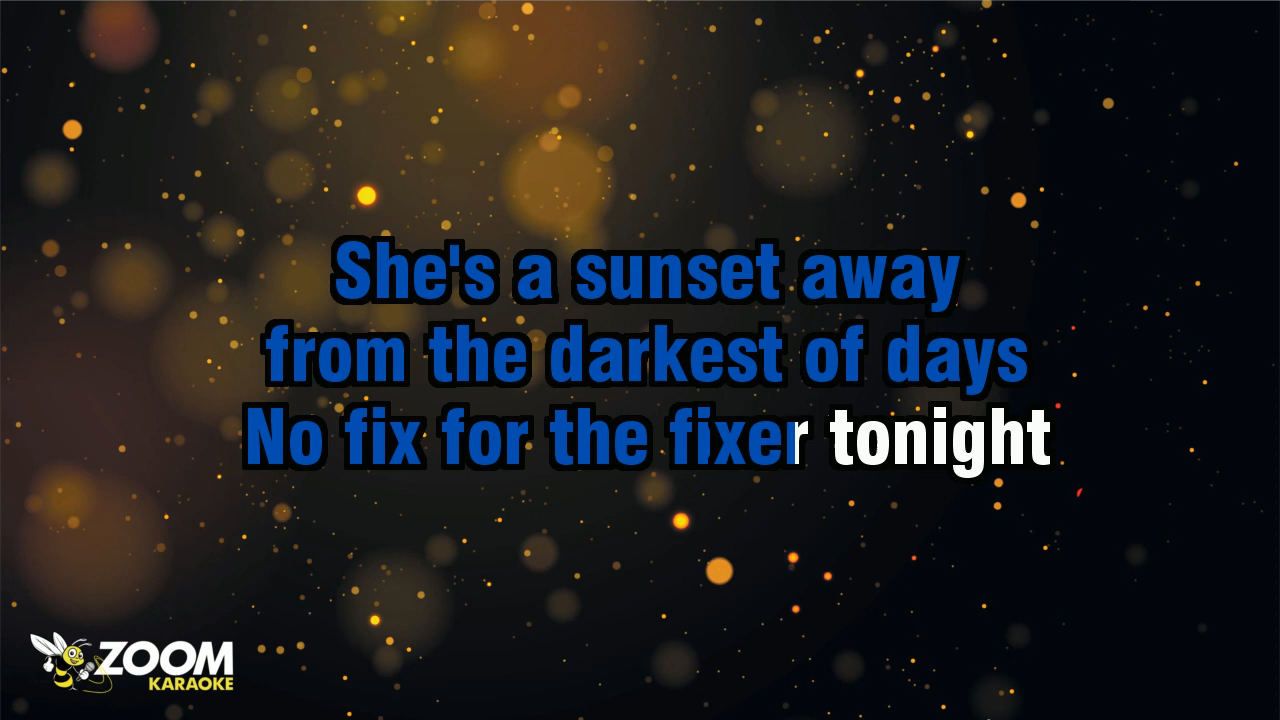 She's a sunset away
from the darkest of days
No fix for the fixer tonight
ZOOM
KARAOKE